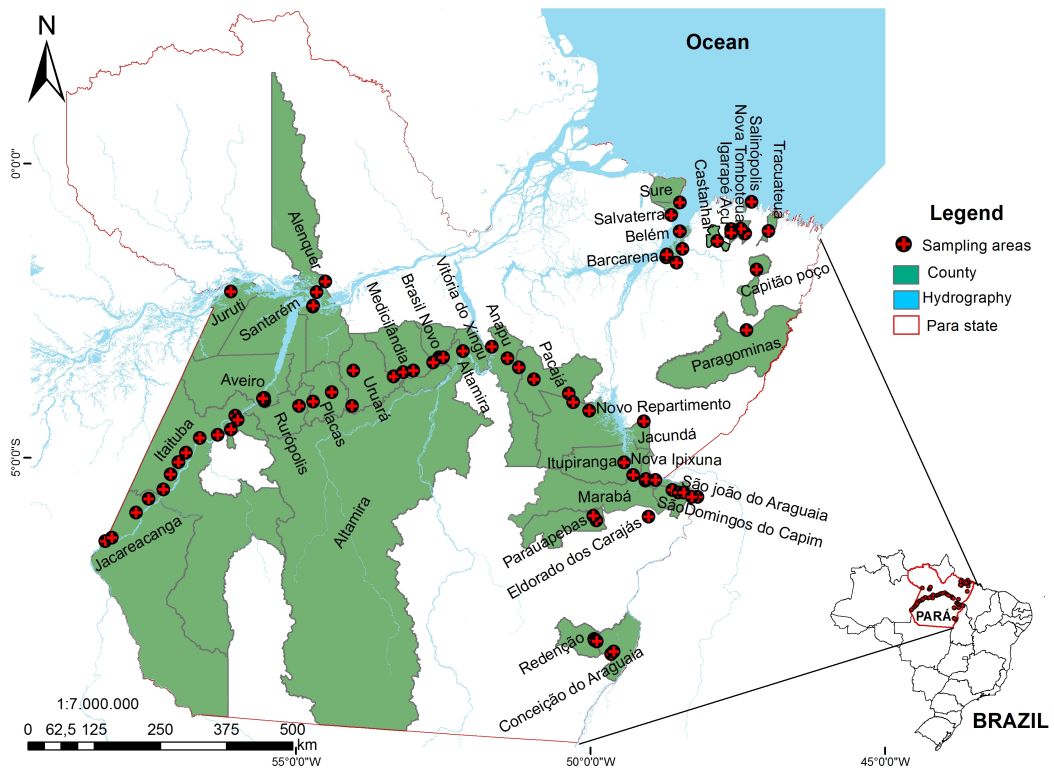 N
Ocean
0°0'0"
5°0'0"S
Salinópolis
Nova Tomboteua
Igarapé Açu
Castanhal
Tracuateua
Sure
Salvaterra
Belém
Barcarena
Capitão poço
Paragominas
Alenquer
Juruti
Santarém
Vitória do Xingu
Brasil Novo
Medicilândia
Anapu
Pacajá
Altamira
Aveiro
Uruará
Placas
Rurópolis
Itaituba
Novo Repartimento
Jacundá
Itupiranga
Nova Ipixuna
Marabá
São joão do Araguaia
SãoDomingos do Capim
Parauapebas
Eldorado dos Carajás
Altamira
Jacareacanga
Redenção
Conceição do Araguaia
Legend
Sampling areas
County
Hydrography
Para state
PARÁ
BRAZIL
1:7.000.000
0 62,5 125 250 375 500
km
55°0'0"W
50°0'0"W
45°0'0"W